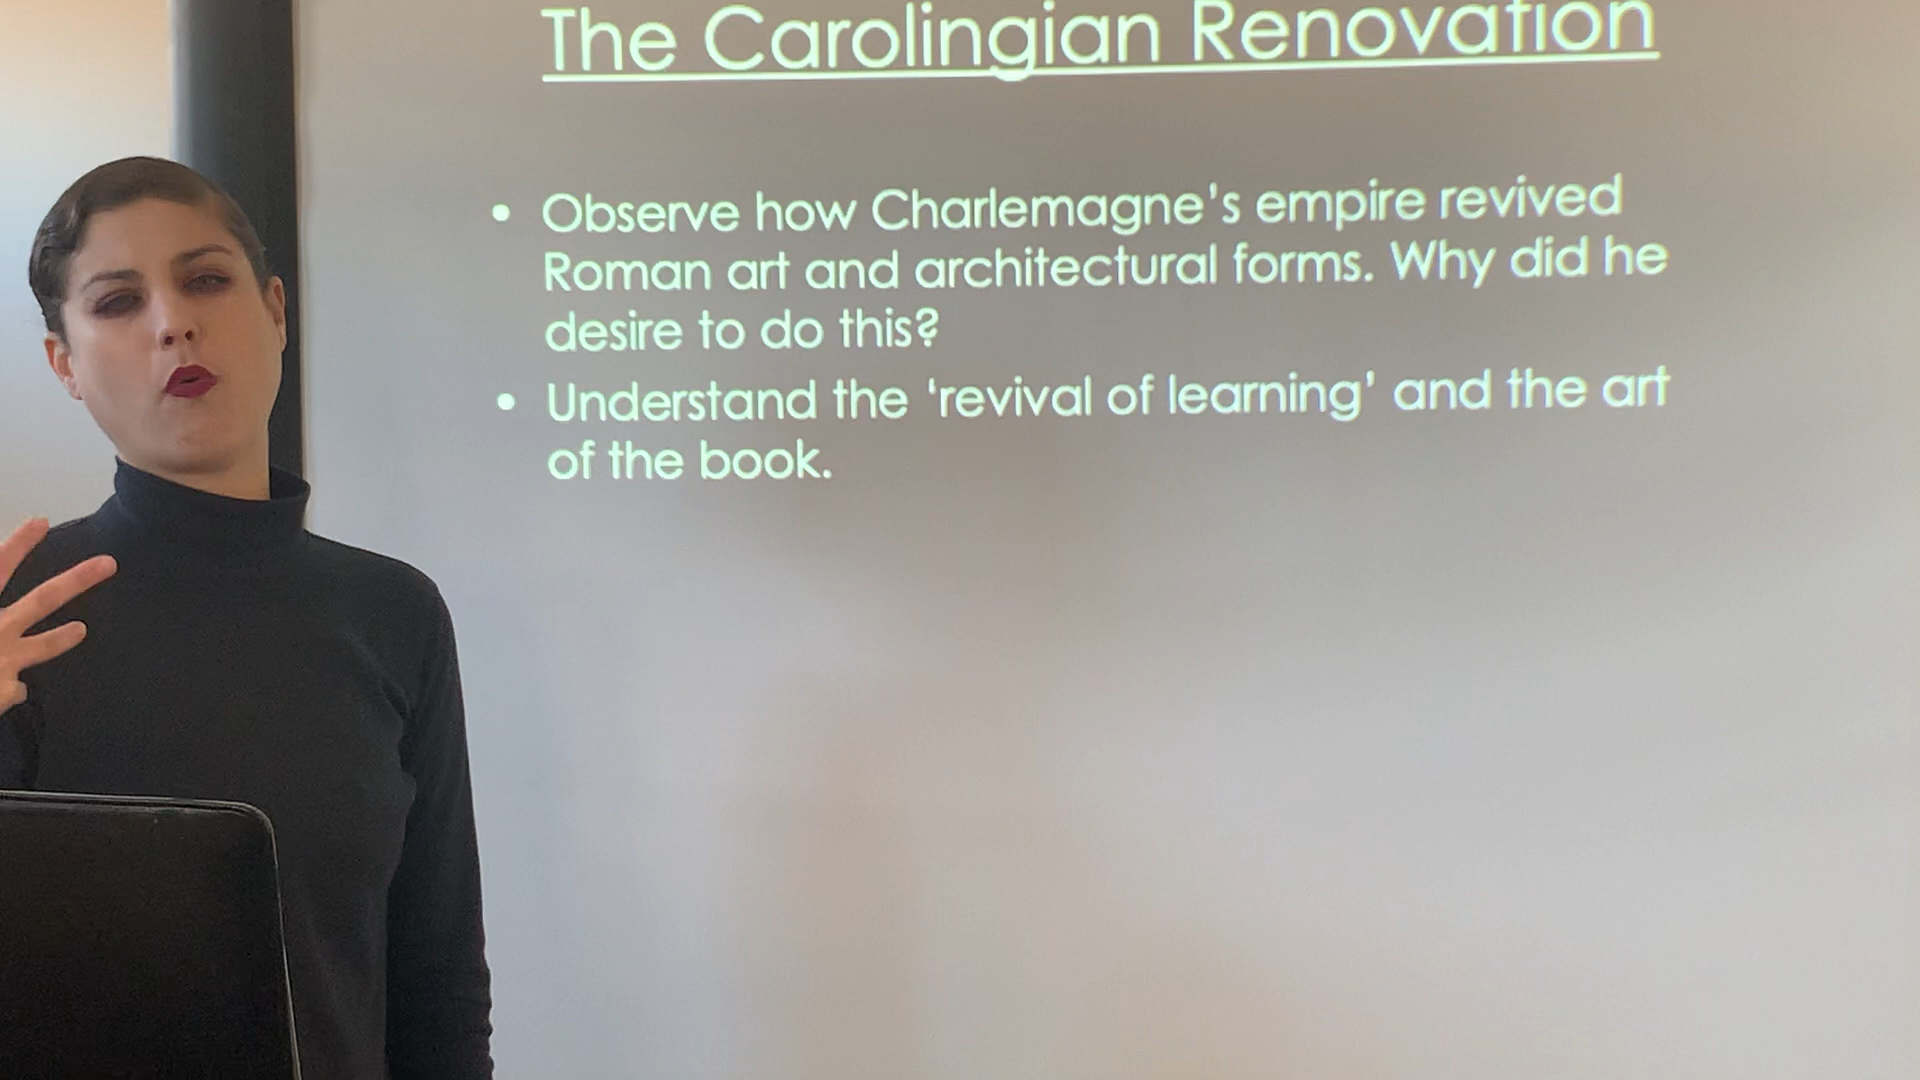 The Carolingian Renovation
• Observe how Charlemagne's empire revived
Roman art and architectural forms. Why did he
desire to do this?
• Understand the 'revival of learning' and the art
of the book.